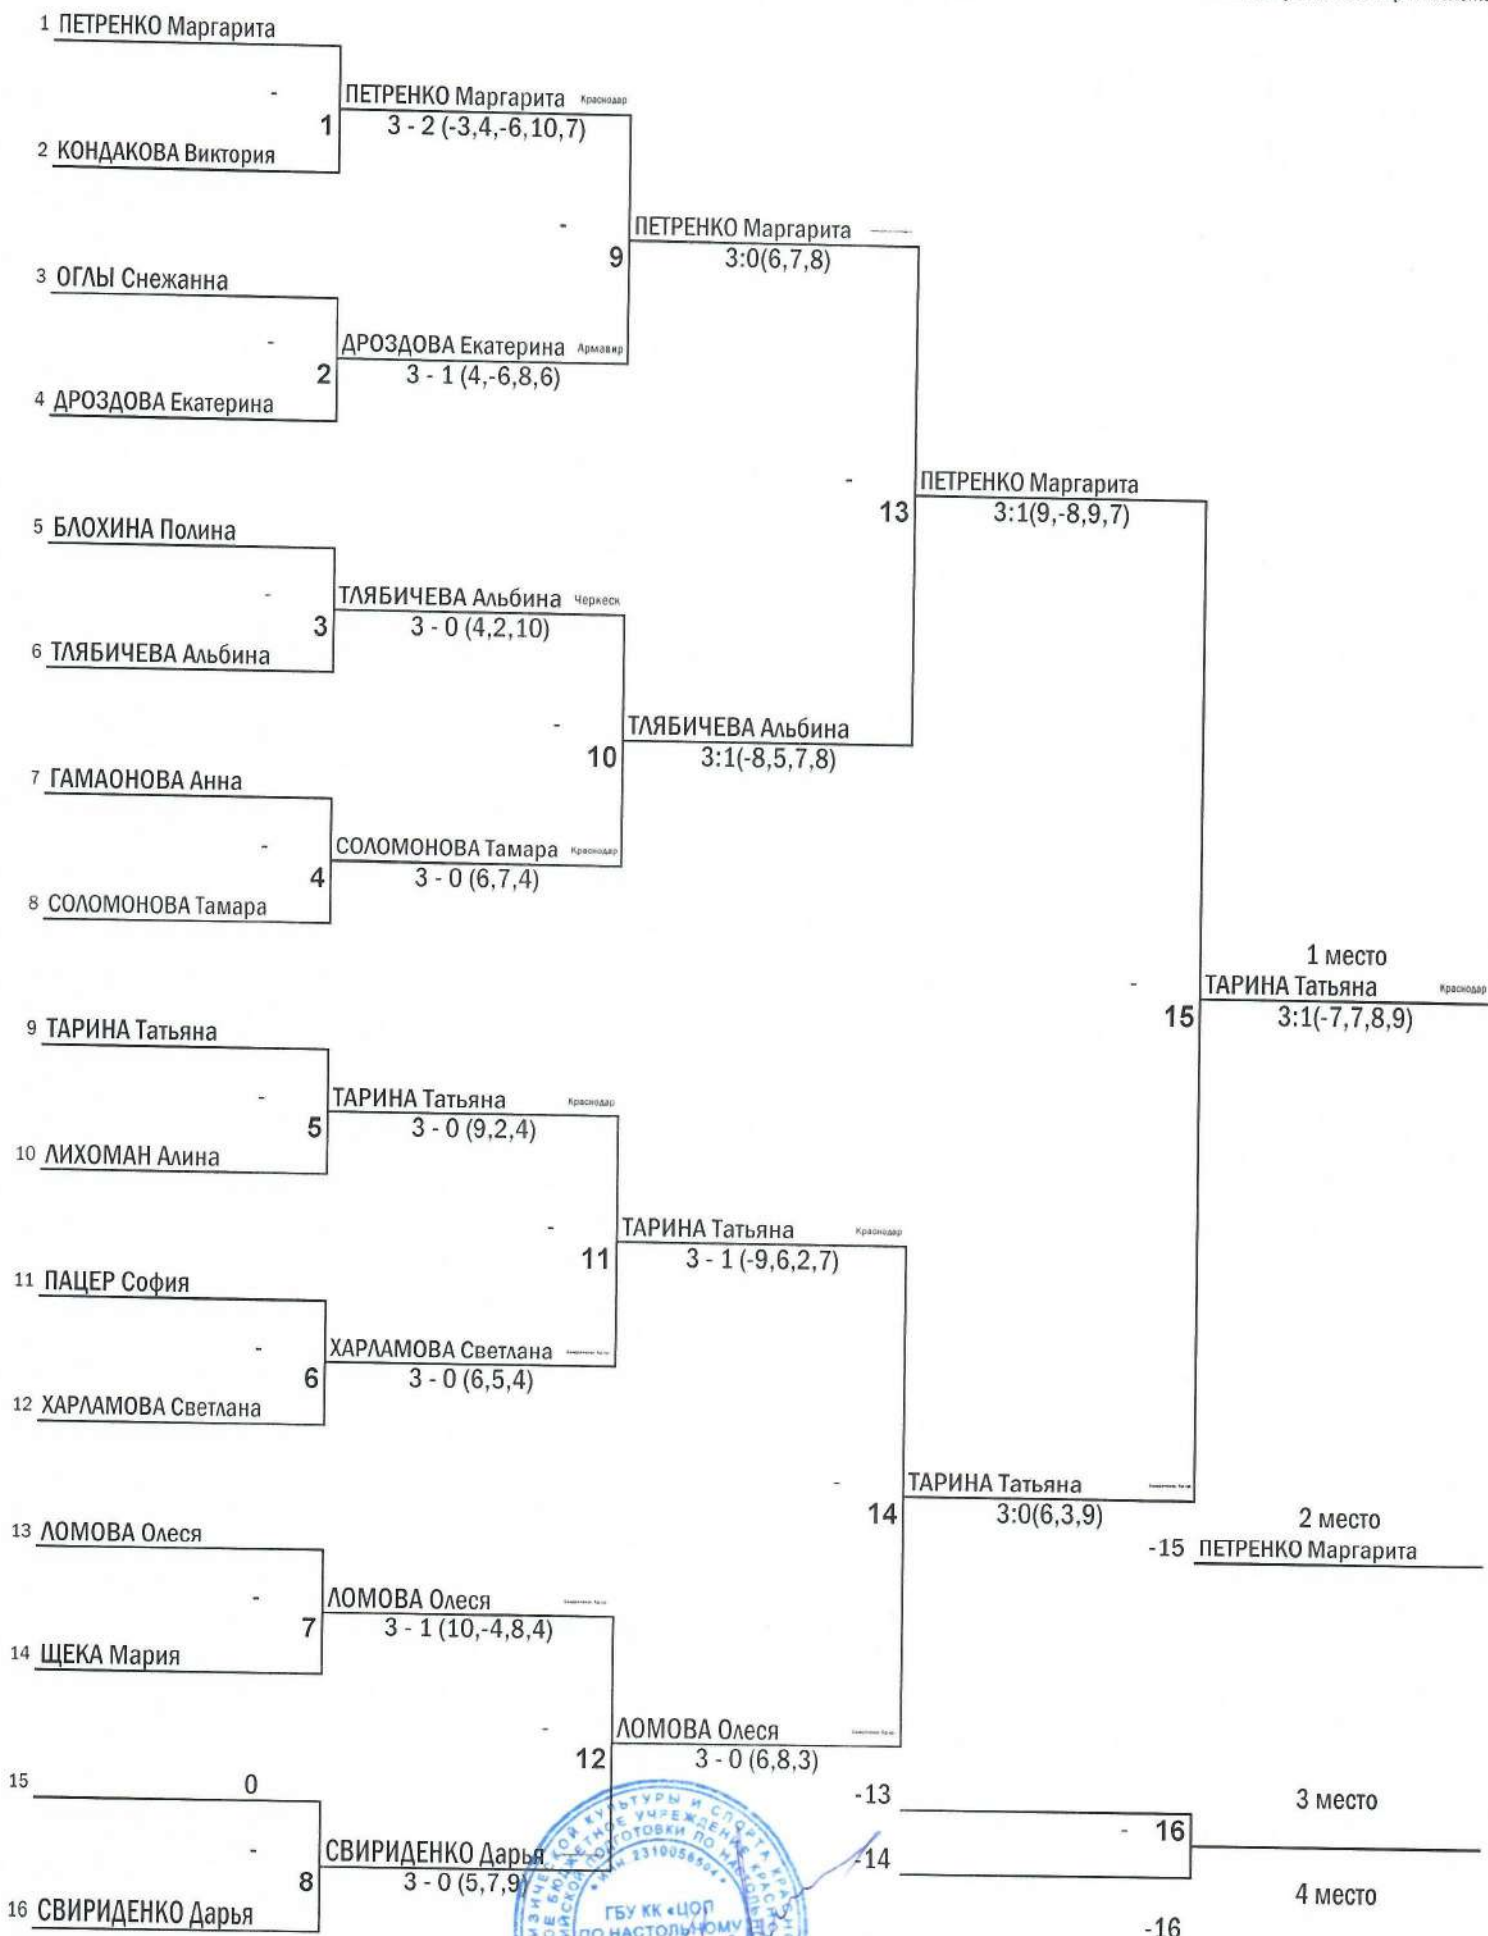 1 ПЕТРЕНКО Маргарита
-
1
ПЕТРЕНКО Маргарита Краснодар
3 - 2 (-3,4,-6,10,7)
2 КОНДАКОВА Виктория
-
9
ПЕТРЕНКО Маргарита
3:0(6,7,8)
3 ОГЛЫ Снежанна
-
2
ДРОЗДОВА Екатерина Армавир
3 - 1 (4,-6,8,6)
4 ДРОЗДОВА Екатерина
-
13
ПЕТРЕНКО Маргарита
3:1(9,-8,9,7)
5 БЛОХИНА Полина
-
3
ТЛЯБИЧЕВА Альбина Черкеск
3 - 0 (4,2,10)
6 ТЛЯБИЧЕВА Альбина
-
10
ТЛЯБИЧЕВА Альбина
3:1(-8,5,7,8)
7 ГАМАОНОВА Анна
-
4
СОЛОМОНОВА Тамара Краснодар
3 - 0 (6,7,4)
8 СОЛОМОНОВА Тамара
1 место
-
15
ТАРИНА Татьяна Краснодар
3:1(-7,7,8,9)
9 ТАРИНА Татьяна
-
5
ТАРИНА Татьяна Краснодар
3 - 0 (9,2,4)
10 ЛИХОМАН Алина
-
11
ТАРИНА Татьяна Краснодар
3 - 1 (-9,6,2,7)
11 ПАЦЕР София
-
6
ХАРЛАМОВА Светлана
3 - 0 (6,5,4)
12 ХАРЛАМОВА Светлана
-
14
ТАРИНА Татьяна
3:0(6,3,9)
2 место
-15 ПЕТРЕНКО Маргарита
13 ЛОМОВА Олеся
-
7
ЛОМОВА Олеся
3 - 1 (10,-4,8,4)
14 ЩЕКА Мария
-
12
ЛОМОВА Олеся
3 - 0 (6,8,3)
15 0
-
8
СВИРИДЕНКО Дарья
3 - 0 (5,7,9)
16 СВИРИДЕНКО Дарья
-13
3 место
- 16
-14
4 место
-16
ИНН 2310056504
ГБУ КК «ЦОП
ПО НАСТОЛЬНОМУ